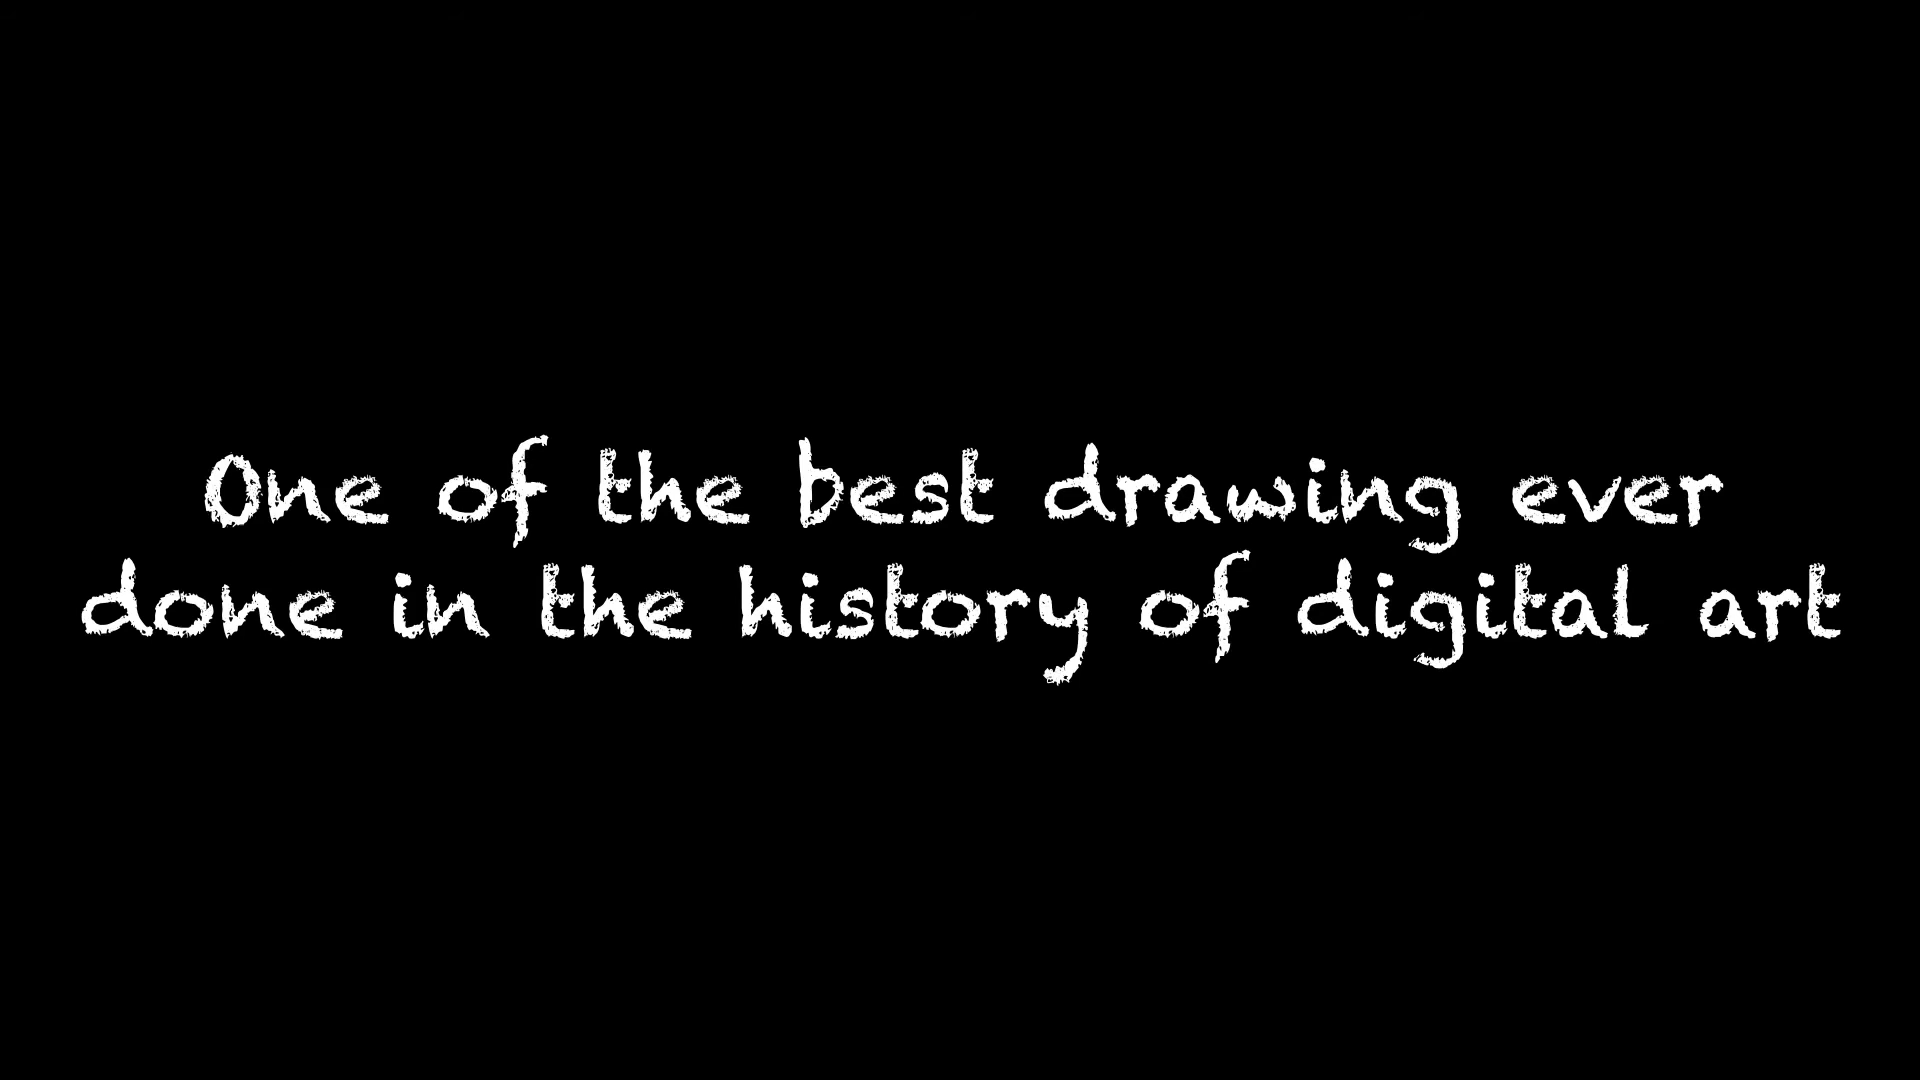 One of the best drawing ever
done in the history of digital art